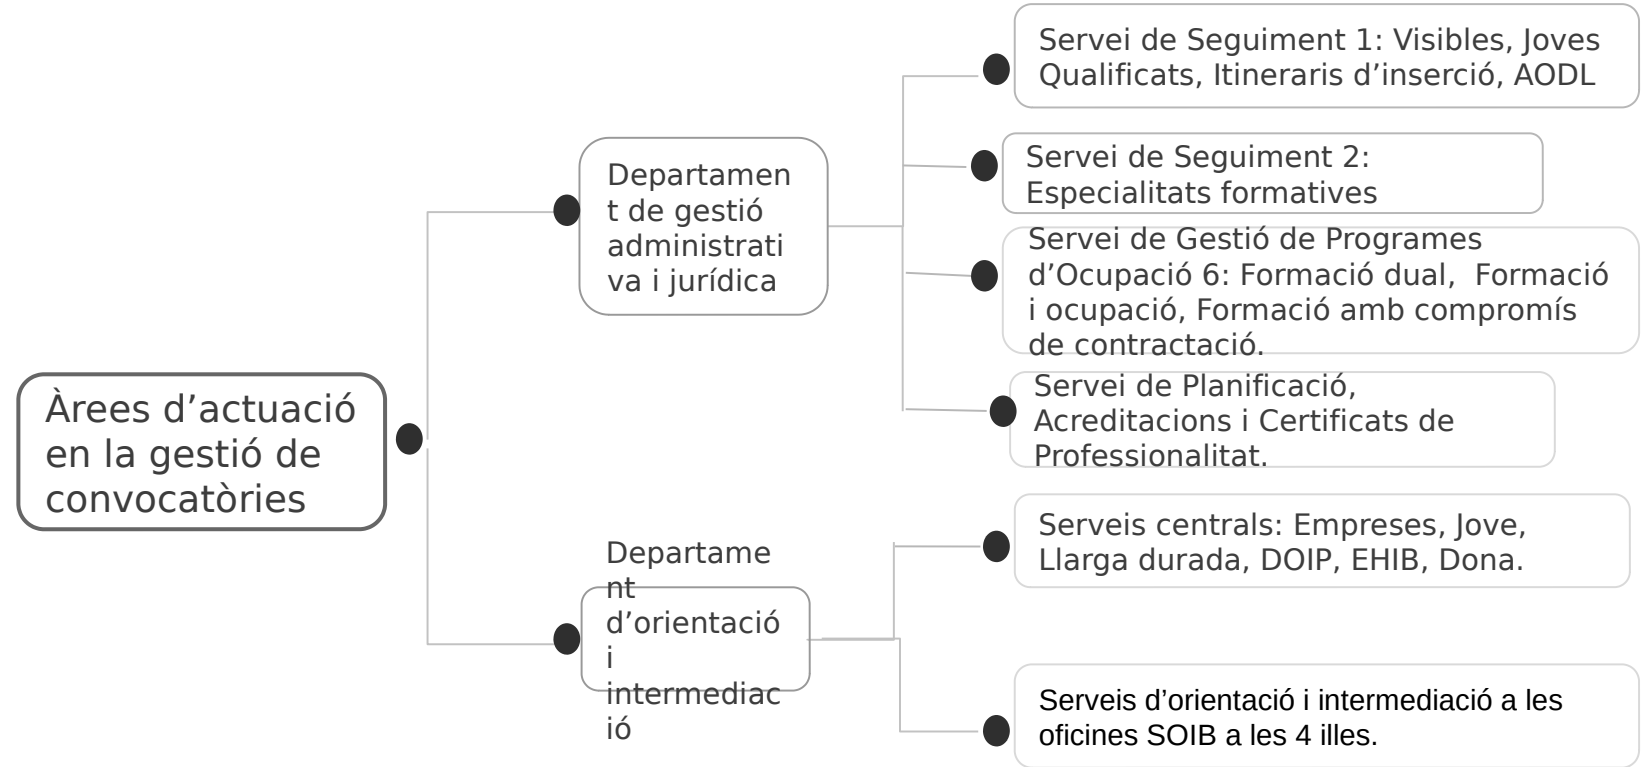 Àrees d’actuació
en la gestió de
convocatòries
Departamen
t de gestió
administrati
va i jurídica
Servei de Seguiment 1: Visibles, Joves
Qualificats, Itineraris d’inserció, AODL
Servei de Seguiment 2:
Especialitats formatives
Servei de Gestió de Programes
d’Ocupació 6: Formació dual,  Formació
i ocupació, Formació amb compromís
de contractació.
Servei de Planificació,
Acreditacions i Certificats de
Professionalitat.
Departame
nt
d’orientació
i
intermediac
ió
Serveis centrals: Empreses, Jove,
Llarga durada, DOIP, EHIB, Dona.
Serveis d’orientació i intermediació a les
oficines SOIB a les 4 illes.